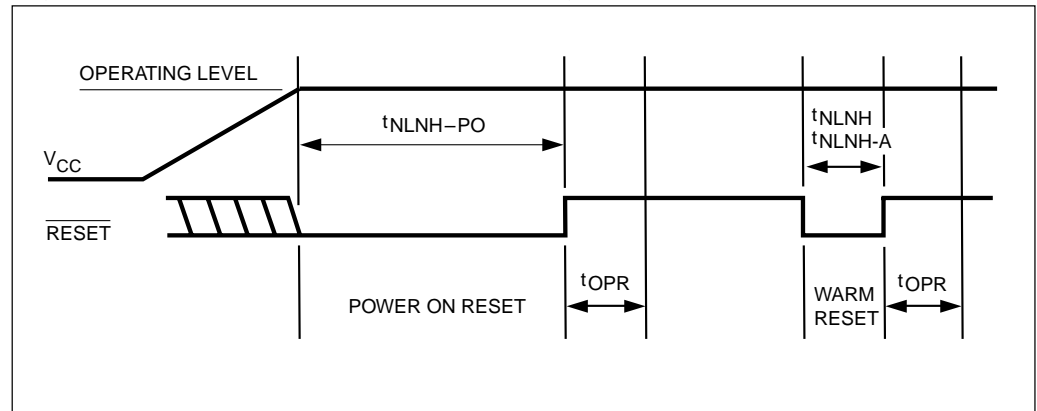 OPERATING LEVEL
tNLNH–PO
tNLNH
tNLNH-A
VCC
RESET
tOPR
tOPR
POWER ON RESET
WARM
RESET